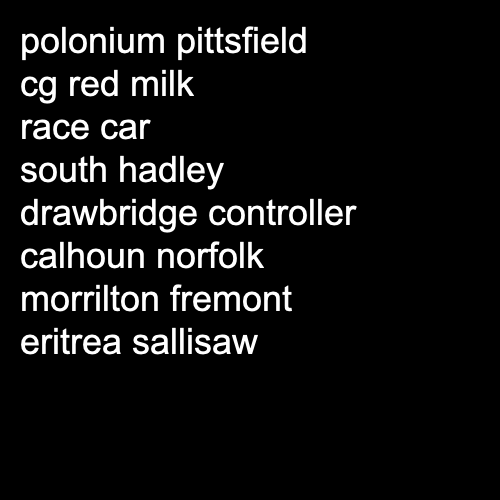 polonium pittsfield
cg red milk
race car
south hadley
drawbridge controller
calhoun norfolk
morrilton fremont
eritrea sallisaw